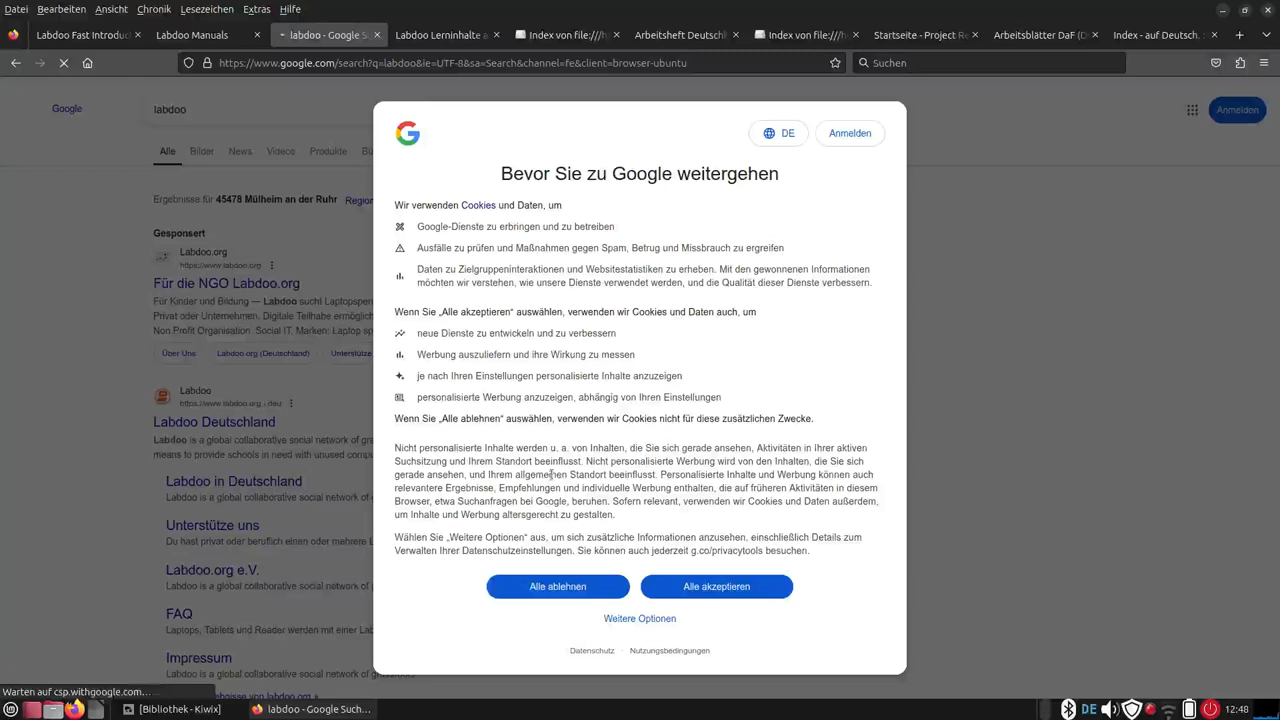 Datei Bearbeiten Ansicht Chronik Lesezeichen Extras Hilfe
Labdoo Fast Introduc
Labdoo Manuals
labdoo - Google S
Labdoo Lerninhalte a
Index von file:///h
Arbeitsheft Deutschl
Index von file:///h
Startseite - Project R
Arbeitsblätter DaF (D
Index - auf Deutsch.
https://www.google.com/search?q=labdoo&ie=UTF-8&sa=Search&channel=fe&client=browser-ubuntu
Suchen
Google
labdoo
Anmelden
Alle Bilder News Videos Produkte
Ergebnisse für 45478 Mülheim an der Ruhr
Gesponsert
Labdoo.org
https://www.labdoo.org
Für die NGO Labdoo.org
Für Kinder und Bildung — Labdoo sucht Laptopspen
Privat oder Unternehmen. Digitale Teilhabe ermöglich
Non Profit Organisation. Social IT. Marken: Laptop
Über Uns
Labdoo.org (Deutschland)
Unterstütze
Labdoo
https://www.labdoo.org
Labdoo Deutschland
Labdoo is a global grassroots social network of
means to provide schools in need around the world with
Labdoo in Deutschland
Labdoo is a global grassroots social network of
Unterstütze uns
Du hast privat oder beruflich einen oder mehrere
Labdoo.org e.V.
Labdoo is a global grassroots social network of
FAQ
Laptops, Tablets und Reader werden mit einer
Impressum
Labdoo is a global grassroots social network of
DE
Anmelden
Bevor Sie zu Google weitergehen
Wir verwenden Cookies und Daten, um
Google-Dienste zu erbringen und zu betreiben
Ausfälle zu prüfen und Maßnahmen gegen Spam, Betrug und Missbrauch zu ergreifen
Daten zu Zielgruppeninteraktionen und Websitestatistiken zu erheben. Mit den gewonnenen Informationen
möchten wir verstehen, wie unsere Dienste verwendet werden, und die Qualität dieser Dienste verbessern.
Wenn Sie „Alle akzeptieren“ auswählen, verwenden wir Cookies und Daten auch, um
neue Dienste zu entwickeln und zu verbessern
Werbung auszuliefern und ihre Wirkung zu messen
je nach Ihren Einstellungen personalisierte Inhalte anzuzeigen
personalisierte Werbung anzuzeigen, abhängig von Ihren Einstellungen
Wenn Sie „Alle ablehnen“ auswählen, verwenden wir Cookies nicht für diese zusätzlichen Zwecke.
Nicht personalisierte Inhalte werden u. a. von Inhalten, die Sie sich gerade ansehen, Aktivitäten in Ihrer aktiven
Suchsitzung und Ihrem Standort beeinflusst. Nicht personalisierte Werbung wird von den Inhalten, die Sie sich
gerade ansehen, und Ihrem allgemeinen Standort beeinflusst. Personalisierte Inhalte und Werbung können auch
relevantere Ergebnisse, Empfehlungen und individuelle Werbung enthalten, die auf früheren Aktivitäten in diesem
Browser, etwa Suchanfragen bei Google, beruhen. Sofern relevant, verwenden wir Cookies und Daten außerdem,
um Inhalte und Werbung altersgerecht zu gestalten.
Wählen Sie „Weitere Optionen“ aus, um sich zusätzliche Informationen anzusehen, einschließlich Details zum
Verwalten Ihrer Datenschutzeinstellungen. Sie können auch jederzeit g.co/privacytools besuchen.
Alle ablehnen
Alle akzeptieren
Weitere Optionen
Datenschutz · Nutzungsbedingungen
Warten auf csp.withgoogle.com…
[Bibliothek - Kiwix]
labdoo - Google Such...
DE
12:48